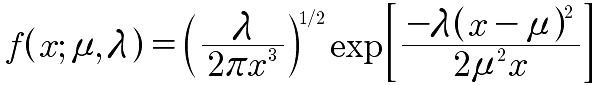 f(x; μ, λ) = (λ / 2πx³)^{1/2} exp[−λ(x − μ)² / 2μ²x]